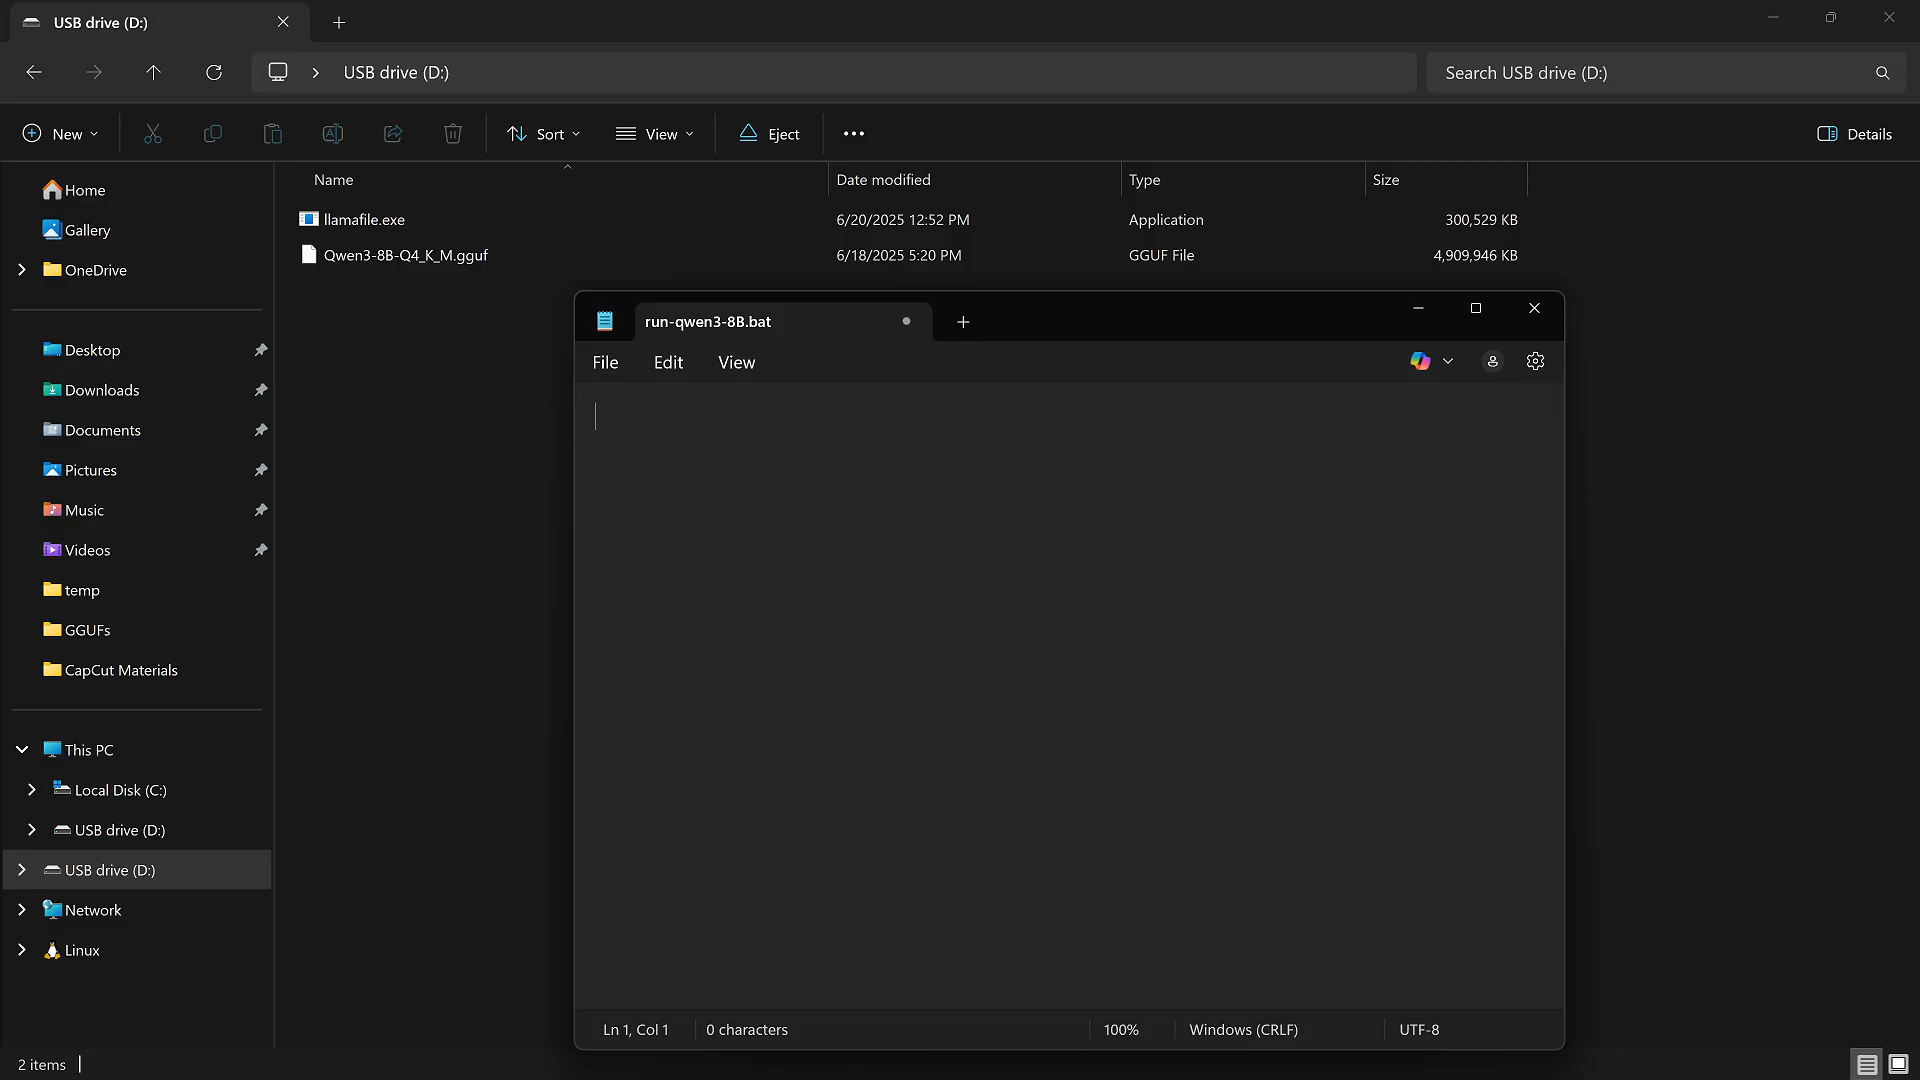 USB drive (D:)
USB drive (D:)
Search USB drive (D:)
New
Sort
View
Eject
Details
Name
Date modified
Type
Size
llamafile.exe
6/20/2025 12:52 PM
Application
300,529 KB
Qwen3-8B-Q4_K_M.gguf
6/18/2025 5:20 PM
GGUF File
4,909,946 KB
Home
Gallery
OneDrive
Desktop
Downloads
Documents
Pictures
Music
Videos
temp
GGUFs
CapCut Materials
This PC
Local Disk (C:)
USB drive (D:)
USB drive (D:)
Network
Linux
2 items
run-qwen3-8B.bat
File
Edit
View
Ln 1, Col 1
0 characters
100%
Windows (CRLF)
UTF-8